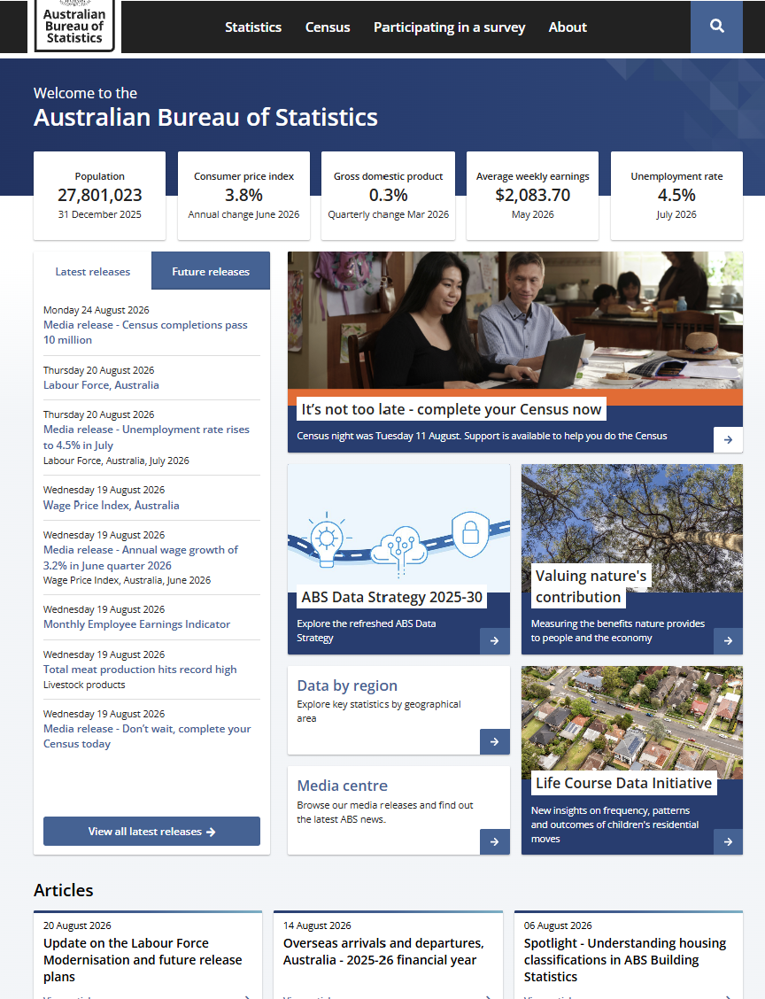 Australian
Bureau of
Statistics
Statistics
Census
Participating in a survey
About
Welcome to the
Australian Bureau of Statistics
Population
27,801,023
31 December 2025
Consumer price index
3.8%
Annual change June 2026
Gross domestic product
0.3%
Quarterly change Mar 2026
Average weekly earnings
$2,083.70
May 2026
Unemployment rate
4.5%
July 2026
Latest releases
Future releases
Monday 24 August 2026
Media release - Census completions pass
10 million
Thursday 20 August 2026
Labour Force, Australia
Thursday 20 August 2026
Media release - Unemployment rate rises
to 4.5% in July
Labour Force, Australia, July 2026
Wednesday 19 August 2026
Wage Price Index, Australia
Wednesday 19 August 2026
Media release - Annual wage growth of
3.2% in June quarter 2026
Wage Price Index, Australia, June 2026
Wednesday 19 August 2026
Monthly Employee Earnings Indicator
Wednesday 19 August 2026
Total meat production hits record high
Livestock products
Wednesday 19 August 2026
Media release - Don't wait, complete your
Census today
View all latest releases
It's not too late - complete your Census now
Census night was Tuesday 11 August. Support is available to help you do the Census
ABS Data Strategy 2025-30
Explore the refreshed ABS Data
Strategy
Valuing nature's
contribution
Measuring the benefits nature provides
to people and the economy
Data by region
Explore key statistics by geographical
area
Media centre
Browse our media releases and find out
the latest ABS news.
Life Course Data Initiative
New insights on frequency, patterns
and outcomes of children's residential
moves
Articles
20 August 2026
Update on the Labour Force
Modernisation and future release
plans
14 August 2026
Overseas arrivals and departures,
Australia - 2025-26 financial year
06 August 2026
Spotlight - Understanding housing
classifications in ABS Building
Statistics